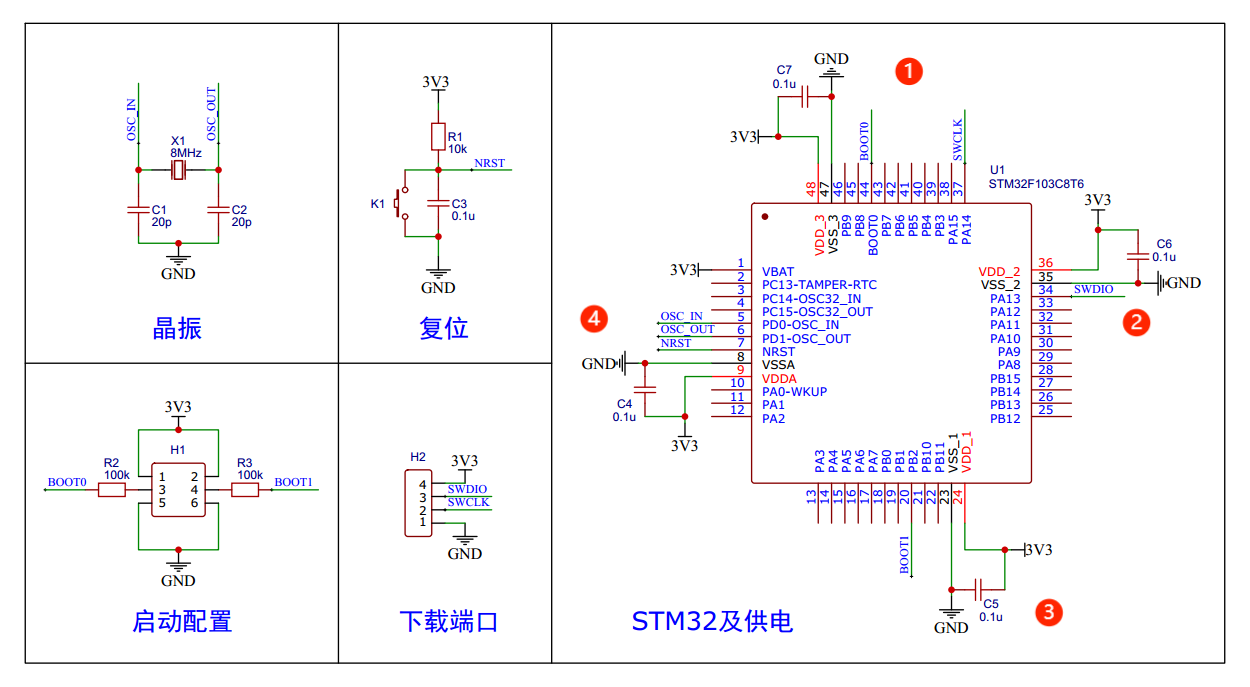 OSC_IN
OSC_OUT
X1
8MHz
C1
20p
C2
20p
GND
晶振
3V3
R1
10k
NRST
K1
C3
0.1u
GND
复位
3V3
H1
R2
100k
R3
100k
BOOT0
BOOT1
1 2
3 4
5 6
GND
启动配置
H2
3V3
4
3
2
1
SWDIO
SWCLK
GND
下载端口
GND
C7
0.1u
1
3V3
BOOT0
SWCLK
U1
STM32F103C8T6
48 47 46 45 44 43 42 41 40 39 38 37
VDD_3
VSS_3
PB9
PB8
BOOT0
PB7
PB6
PB5
PB4
PB3
PA15
PA14
3V3
1 VBAT
2 PC13-TAMPER-RTC
3 PC14-OSC32_IN
4 PC15-OSC32_OUT
OSC_IN 5 PD0-OSC_IN
OSC_OUT 6 PD1-OSC_OUT
NRST 7 NRST
8 VSSA
9 VDDA
10 PA0-WKUP
11 PA1
12 PA2
4
GND
C4
0.1u
3V3
3V3
C6
0.1u
GND
VDD_2 36
VSS_2 35
PA13 34 SWDIO
PA12 33
PA11 32
PA10 31
PA9 30
PA8 29
PB15 28
PB14 27
PB13 26
PB12 25
2
PA3
PA4
PA5
PA6
PA7
PB0
PB1
PB2
PB10
PB11
VSS_1
VDD_1
13 14 15 16 17 18 19 20 21 22 23 24
BOOT1
3V3
C5
0.1u
GND
3
STM32及供电